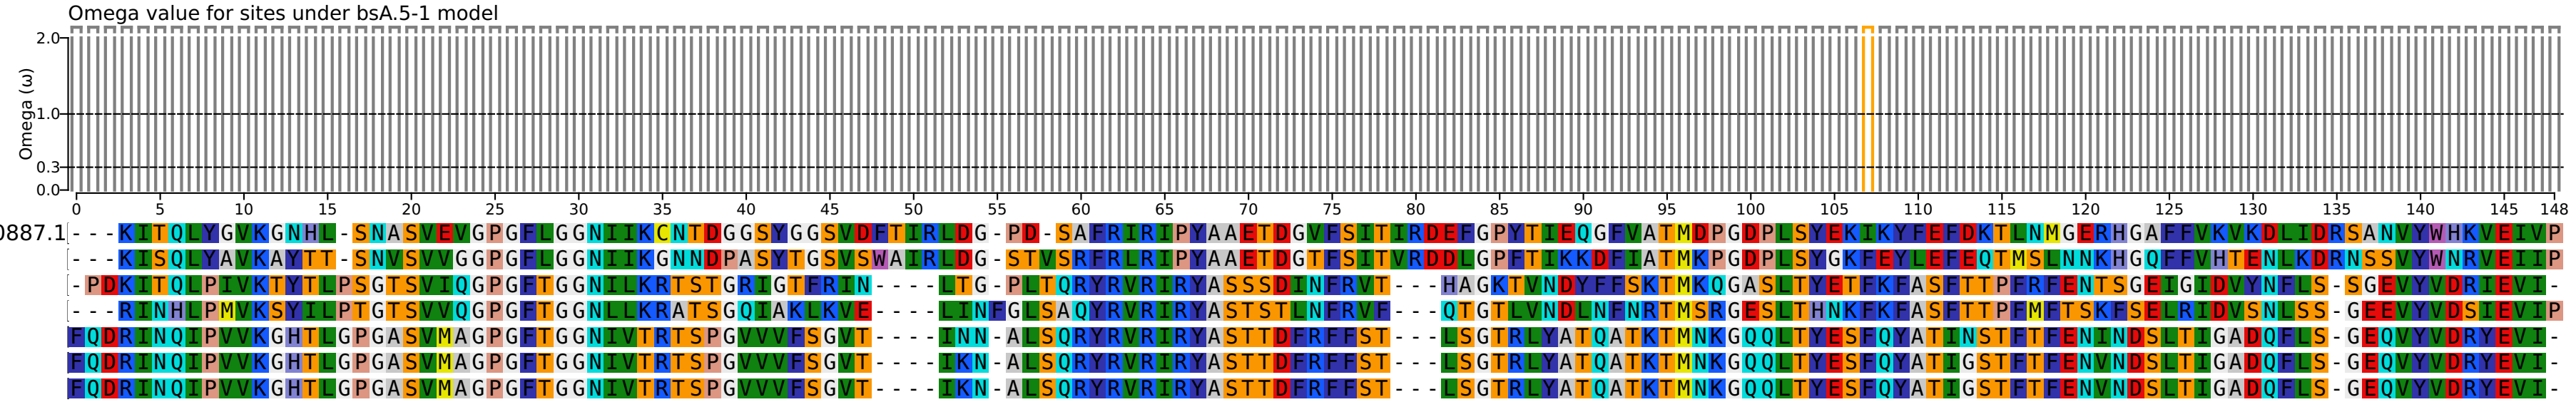 Omega value for sites under bsA.5-1 model
Omega (ω)
2.0
1.0
0.3
0.0
0 5 10 15 20 25 30 35 40 45 50 55 60 65 70 75 80 85 90 95 100 105 110 115 120 125 130 135 140 145 148
0887.1 ---KITQLYGVKGNHL-SNASVEVGPGFLGGNIIKCNTDGGSYGGSVDFTIRLDG-PD-SAFRIRIPYAAETDGVFSITIRDEFGPYTIEQGFVATMDPGDPLSYEKIKYFEFDKTLNMGERHGAFFVKVKDLIDRSANVYWHKVEIVP
---KISQLYAVKAYTT-SNVSVVGGPGFLGGNIIKGNNDPASYTGSVSWAIRLDG-STVSRFRLRIPYAAETDGTFSITVRDDLGPFTIKKDFIATMKPGDPLSYGKFEYLEFEQTMSLNNKHGQFFVHTENLKDRNSSVYWNRVEIIP
-PDKITQLPIVKTYTLPSGTSVIQGPGFTGGNILKRTSTGRIGTFRIN----LTG-PLTQRYRVRIRYASSSDINFRVT---HAGKTVNDYFFSKTMKQGASLTYETFKFASFTTPFRFENTSGEIGIDVYNFLS-SGEVYVDRIEVI-
---RINHLPMVKSYILPTGTSVVQGPGFTGGNLLKRATSGQIAKLKVE----LINFGLSAQYRVRIRYASTSTLNFRVF---QTGTLVNDLNFNRTMSRGESLTHNKFKFASFTTPFMFTSKFSELRIDVSNLSS-GEEVYVDSIEVIP
FQDRINQIPVVKGHTLGPGASVMAGPGFTGGNIVTRTSPGVVVFSGVT----INN-ALSQRYRVRIRYASTTDFRFFST---LSGTRLYATQATKTMNKGQQLTYESFQYATINSTFTFENINDSLTIGADQFLS-GEQVYVDRYEVI-
FQDRINQIPVVKGHTLGPGASVMAGPGFTGGNIVTRTSPGVVVFSGVT----IKN-ALSQRYRVRIRYASTTDFRFFST---LSGTRLYATQATKTMNKGQQLTYESFQYATIGSTFTFENINDSLTIGADQFLS-GEQVYVDRYEVI-
FQDRINQIPVVKGHTLGPGASVMAGPGFTGGNIVTRTSPGVVVFSGVT----IKN-ALSQRYRVRIRYASTTDFRFFST---LSGTRLYATQATKTMNKGQQLTYESFQYATIGSTFTFENVNDSLTIGADQFLS-GEQVYVDRYEVI-